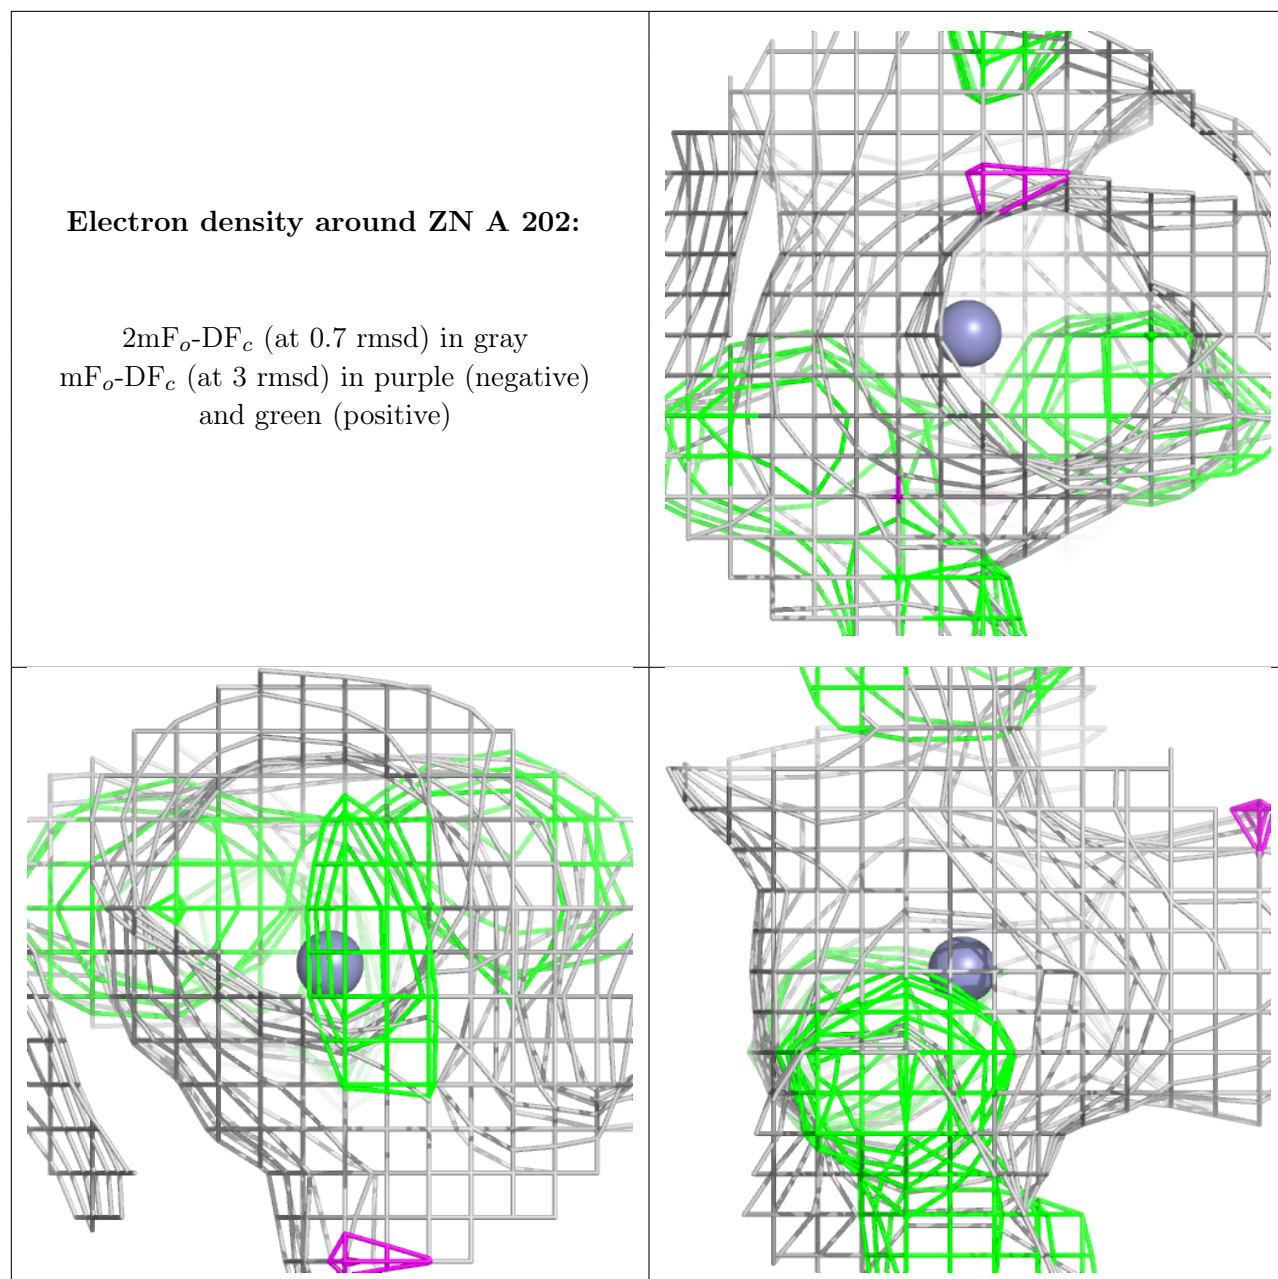 Electron density around ZN A 202:
2mFo-DFc (at 0.7 rmsd) in gray
mFo-DFc (at 3 rmsd) in purple (negative)
and green (positive)